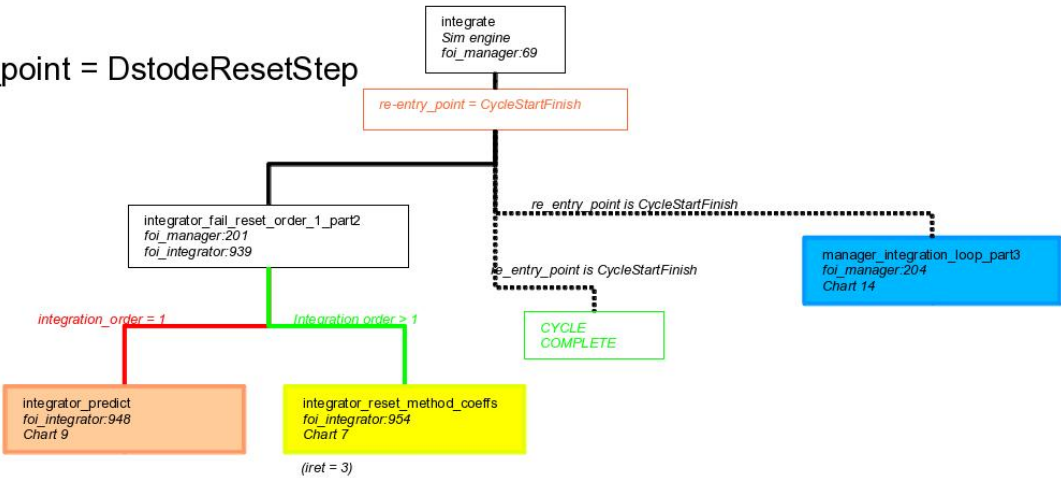 integrate
Sim engine
foi_manager:69
_point = DstodeResetStep
re-entry_point = CycleStartFinish
re_entry_point is CycleStartFinish
integrator_fail_reset_order_1_part2
foi_manager:201
foi_integrator:939
manager_integration_loop_part3
foi_manager:204
Chart 14
re_entry_point is CycleStartFinish
integration_order = 1
Integration order > 1
CYCLE
COMPLETE
integrator_predict
foi_integrator:948
Chart 9
integrator_reset_method_coeffs
foi_integrator:954
Chart 7
(iret = 3)